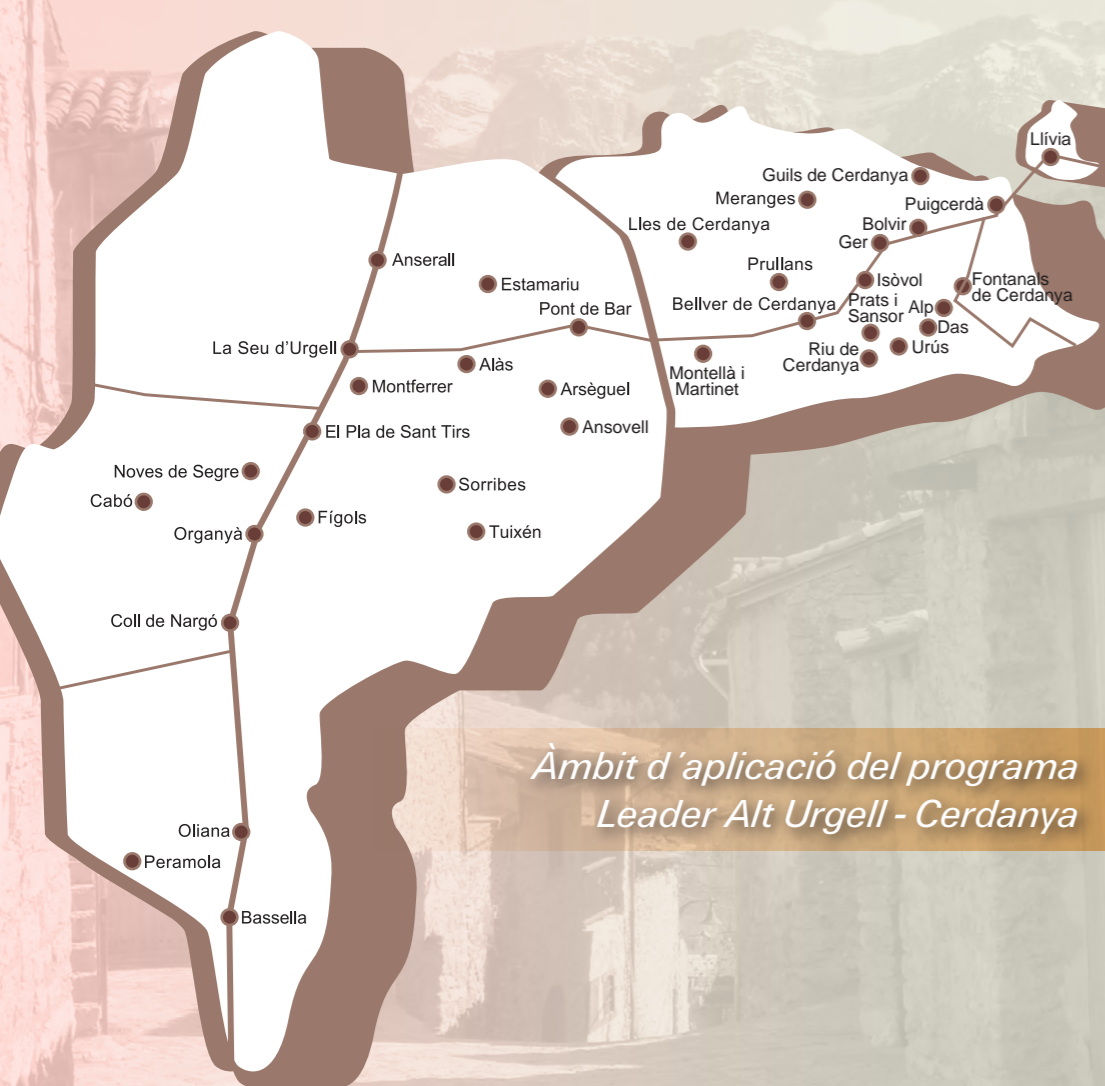 Llívia
Guils de Cerdanya
Meranges
Puigcerdà
Lles de Cerdanya
Bolvir
Ger
Anserall
Prullans
Isòvol
Fontanals
de Cerdanya
Estamariu
Bellver de Cerdanya
Prats i
Sansor
Alp
Pont de Bar
Das
La Seu d'Urgell
Urús
Riu de
Cerdanya
Alàs
Montellà i
Martinet
Montferrer
Arsèguel
El Pla de Sant Tirs
Ansovell
Noves de Segre
Sorribes
Cabó
Fígols
Organyà
Tuixén
Coll de Nargó
Àmbit d´aplicació del programa
Leader Alt Urgell - Cerdanya
Oliana
Peramola
Bassella